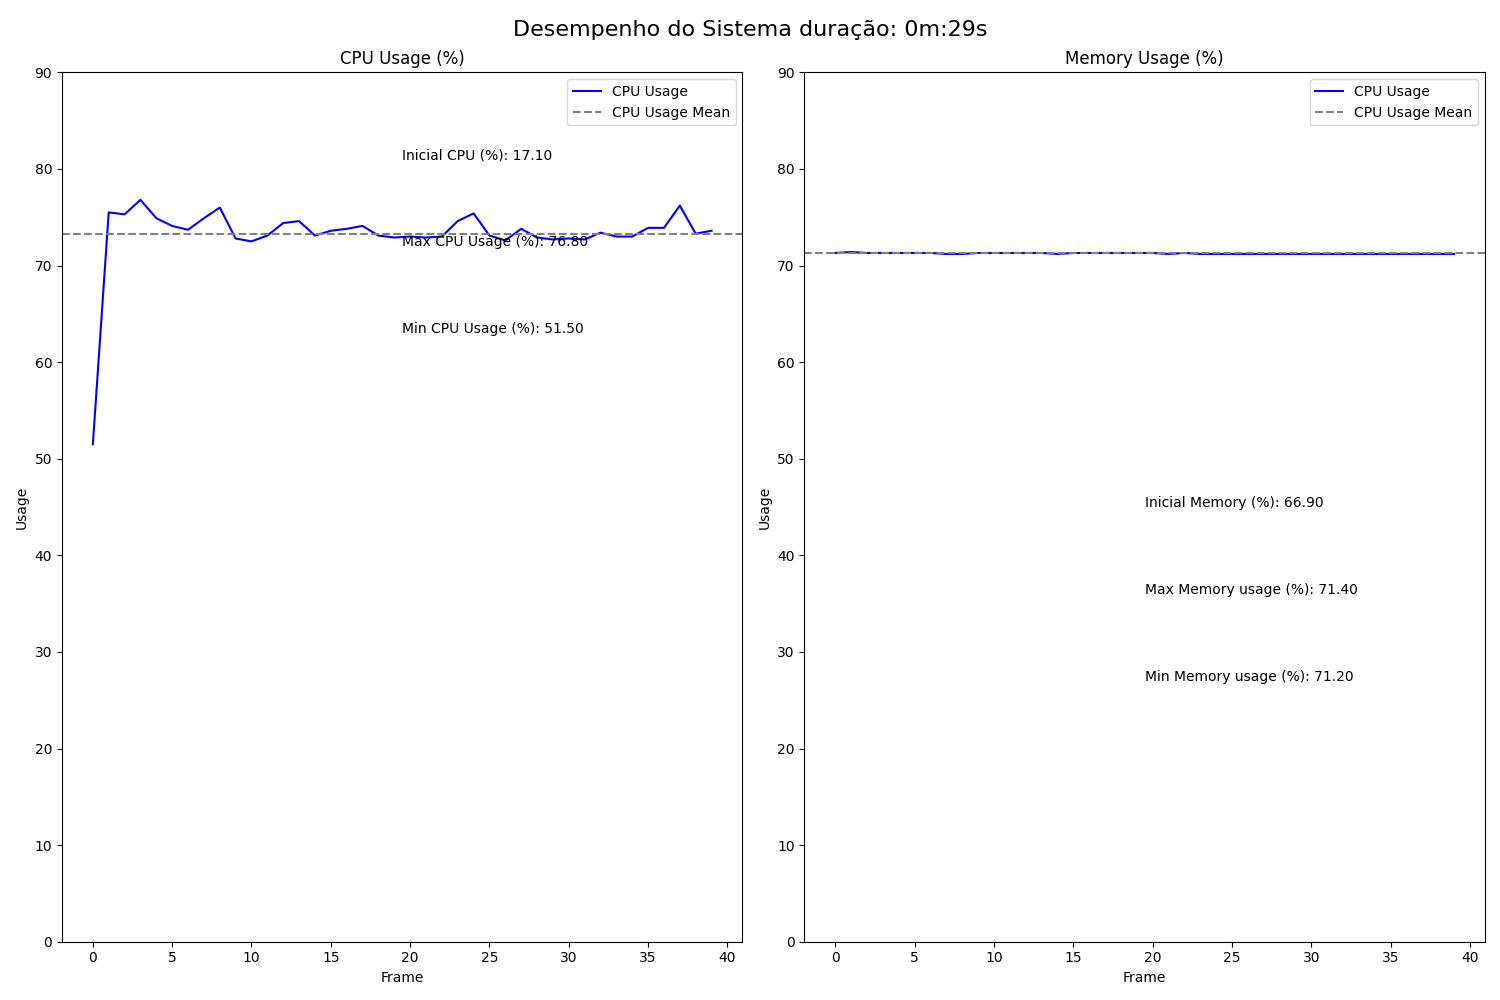 Desempenho do Sistema duração: 0m:29s
CPU Usage (%)
90
80
70
60
50
40
30
20
10
0
Usage
CPU Usage
CPU Usage Mean
Inicial CPU (%): 17.10
Max CPU Usage (%): 76.80
Min CPU Usage (%): 51.50
0 5 10 15 20 25 30 35 40
Frame
Memory Usage (%)
90
80
70
60
50
40
30
20
10
0
Usage
CPU Usage
CPU Usage Mean
Inicial Memory (%): 66.90
Max Memory usage (%): 71.40
Min Memory usage (%): 71.20
0 5 10 15 20 25 30 35 40
Frame